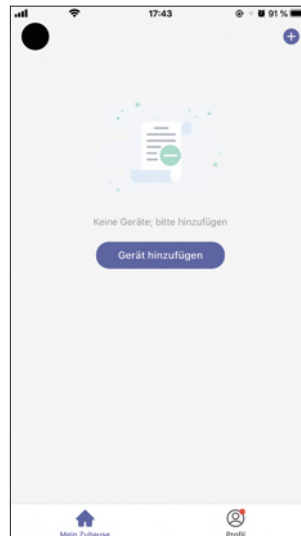 17:43 91 %
Keine Geräte; bitte hinzufügen
Gerät hinzufügen
Mein Zuhause Profil